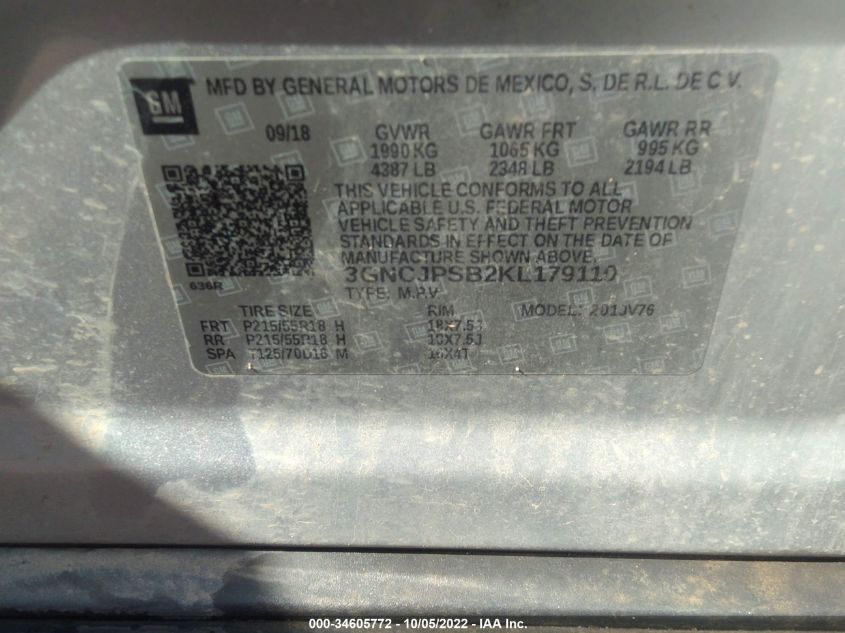 GM MFD BY GENERAL MOTORS DE MEXICO, S. DE R.L. DE C V.
09/18 GVWR GAWR FRT GAWR RR
1990 KG 1065 KG 995 KG
4387 LB 2348 LB 2194 LB
THIS VEHICLE CONFORMS TO ALL
APPLICABLE U.S. FEDERAL MOTOR
VEHICLE SAFETY AND THEFT PREVENTION
STANDARDS IN EFFECT ON THE DATE OF
MANUFACTURE SHOWN ABOVE.
3GNCJPSB2KL179110
636R
TYPE: M.P.V
TIRE SIZE RIM MODEL: 2019V76
FRT P215/55R18 H 18X7.5J
RR P215/55R18 H 18X7.5J
SPA T125/70D16 M 16X4T
000-34605772 - 10/05/2022 - IAA Inc.